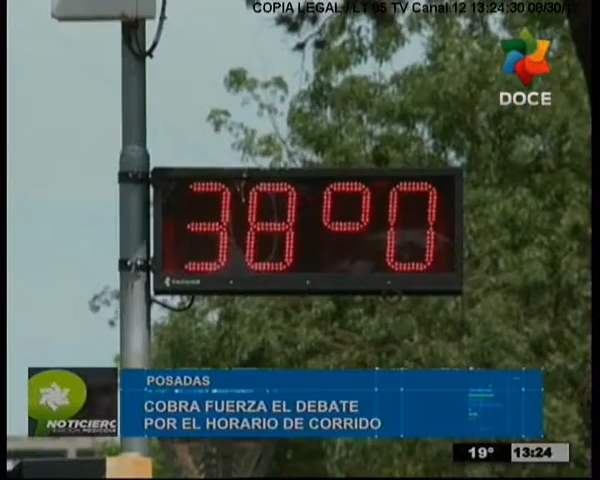 COPIA LEGAL / LT 85 TV Canal 12 13:24:30 08/30/
DOCE
38°0
POSADAS
COBRA FUERZA EL DEBATE
POR EL HORARIO DE CORRIDO
NOTICIERO
19° 13:24